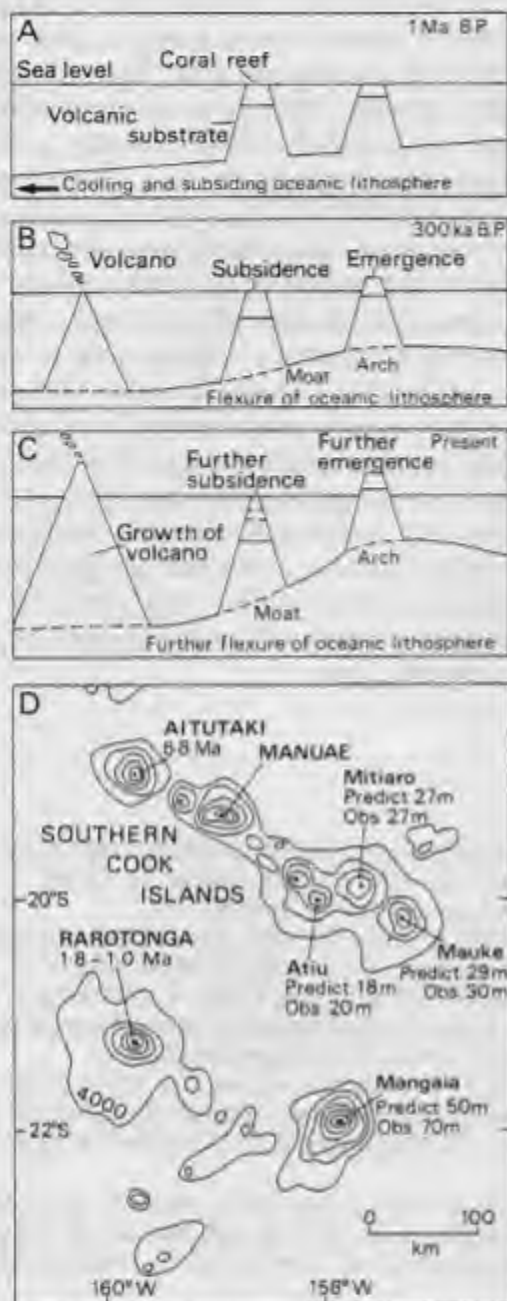 A
1 Ma B.P.
Coral reef
Sea level
Volcanic
substrate
Cooling and subsiding oceanic lithosphere
B
300 ka B.P.
Volcano
Subsidence
Emergence
Moat
Arch
Flexure of oceanic lithosphere
C
Present
Further
subsidence
Further
emergence
Growth of
volcano
Arch
Moat
Further flexure of oceanic lithosphere
D
AITUTAKI
8·8 Ma
MANUAE
Mitiaro
Predict 27m
Obs 27m
SOUTHERN
COOK
ISLANDS
20°S
RAROTONGA
1·8 – 1·0 Ma
Atiu
Predict 18m
Obs 20m
Mauke
Predict 29m
Obs 30m
4000
Mangaia
Predict 50m
Obs 70m
22°S
0 100
km
160°W
158°W